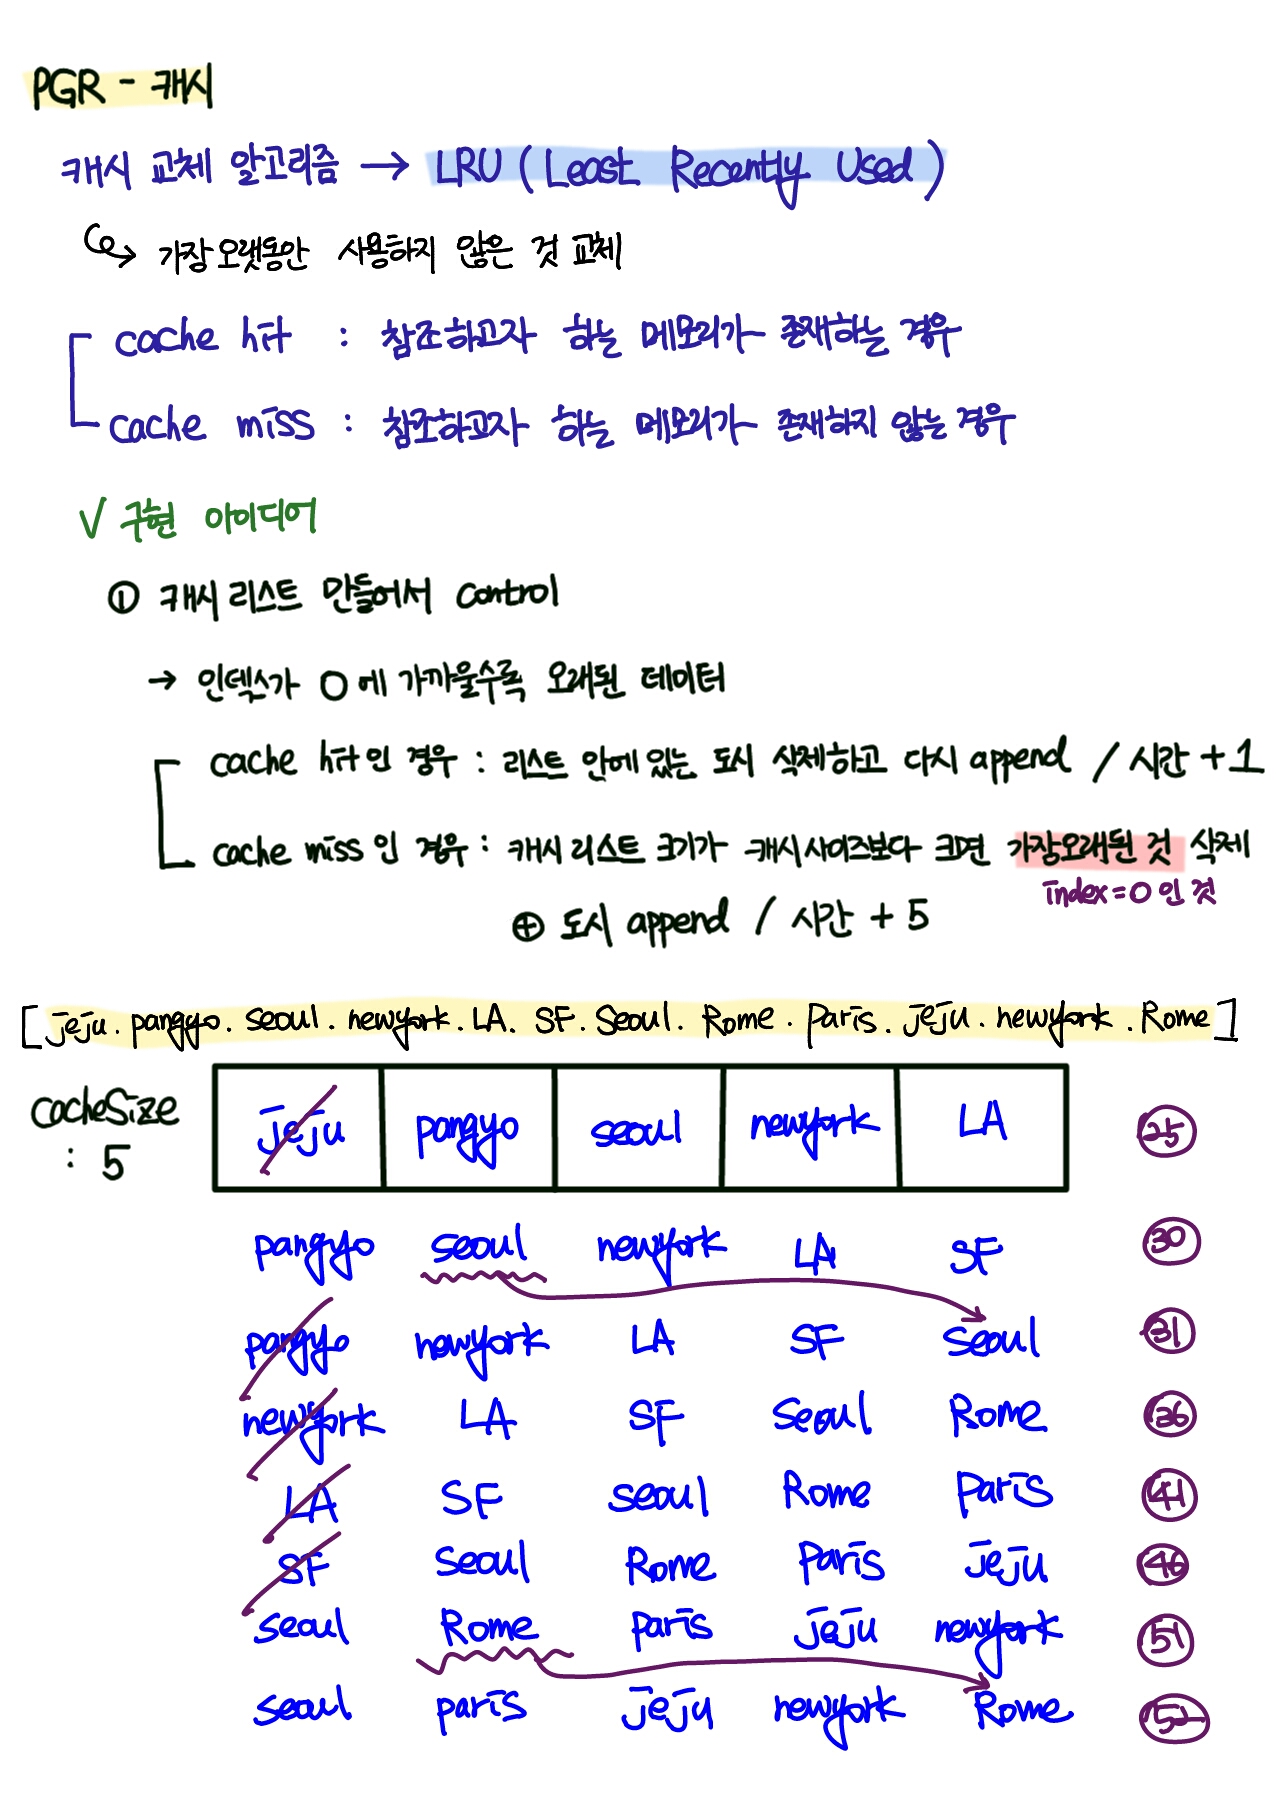 PGR - 캐시
캐시 교체 알고리즘 → LRU (Least Recently Used)
↪ 가장 오랫동안 사용하지 않은 것 교체
cache hit : 참조하고자 하는 메모리가 존재하는 경우
cache miss : 참조하고자 하는 메모리가 존재하지 않는 경우
√ 구현 아이디어
① 캐시 리스트 만들어서 control
→ 인덱스가 0에 가까울수록 오래된 데이터
cache hit인 경우 : 리스트 안에 있는 도시 삭제하고 다시 append / 시간 +1
cache miss인 경우 : 캐시 리스트 크기가 캐시 사이즈보다 크면 가장 오래된 것 삭제
index=0인 것
⊕ 도시 append / 시간 + 5
[jeju. pangyo. seoul. newyork. LA. SF. Seoul. Rome. Paris. jeju. newyork. Rome]
cacheSize : 5
jeju pangyo seoul newyork LA 25
pangyo seoul newyork LA SF 30
pangyo newyork LA SF Seoul 31
newyork LA SF Seoul Rome 36
LA SF seoul Rome Paris 41
SF Seoul Rome Paris jeju 46
seoul Rome Paris jeju newyork 51
seoul paris jeju newyork Rome 52